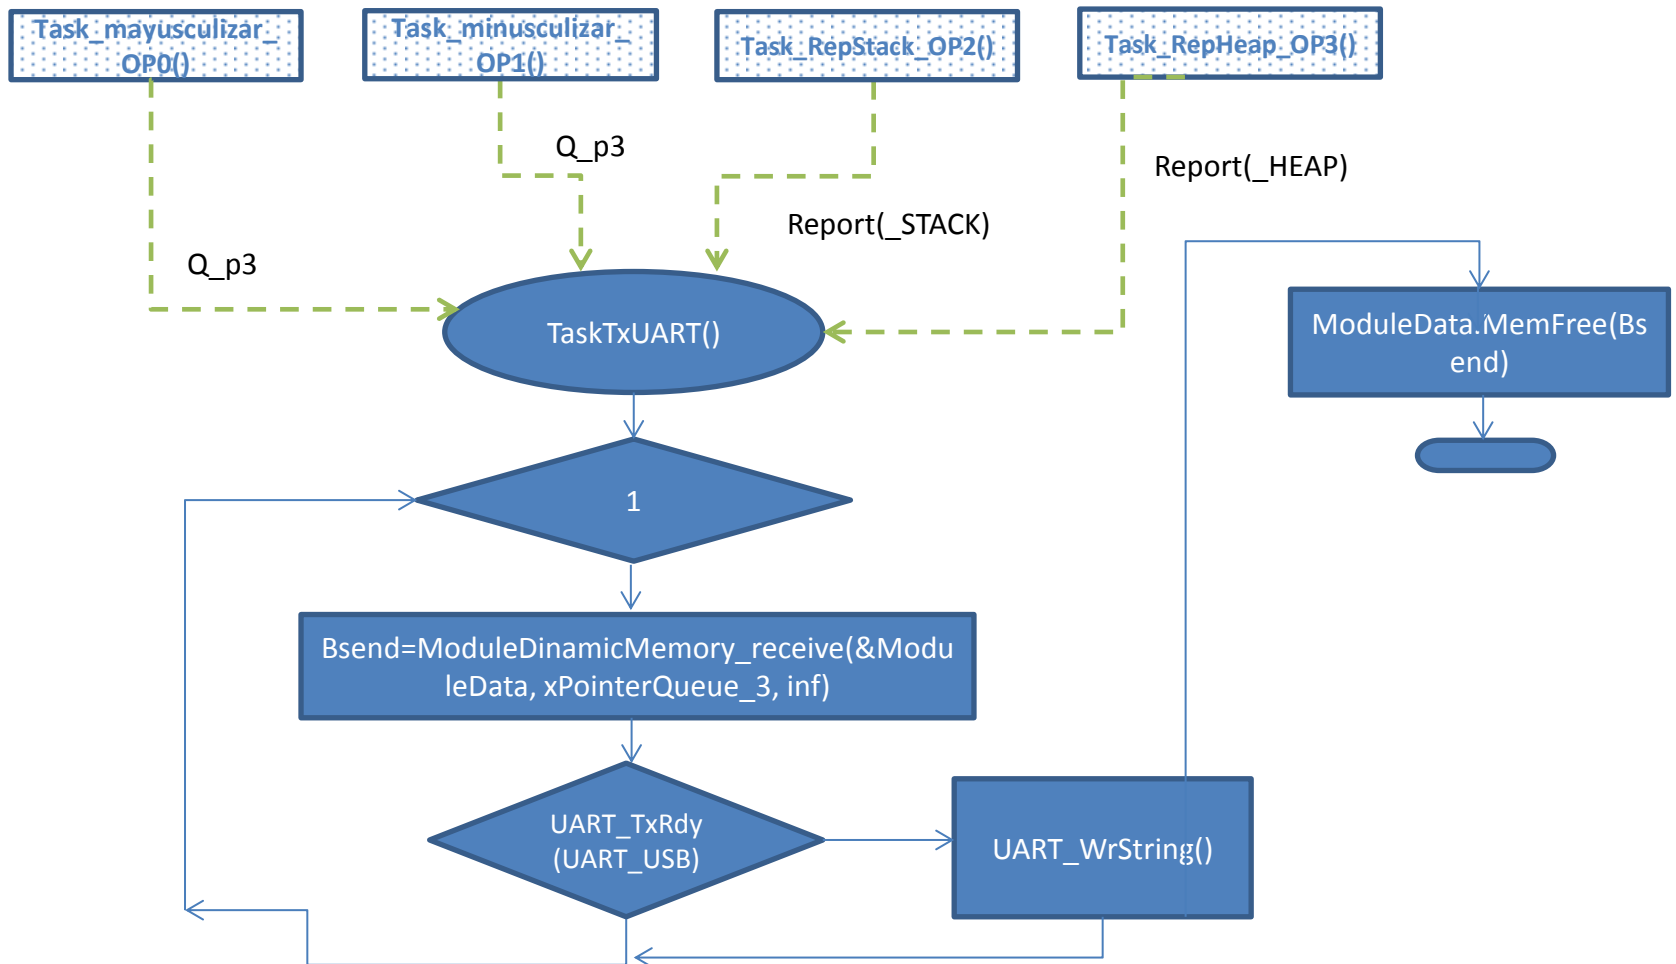 Task_mayusculizar_
OP0()
Task_minusculizar_
OP1()
Task_RepStack_OP2()
Task_RepHeap_OP3()
Q_p3
Report(_HEAP)
Report(_STACK)
Q_p3
TaskTxUART()
ModuleData.MemFree(Bs
end)
1
Bsend=ModuleDinamicMemory_receive(&Modu
leData, xPointerQueue_3, inf)
UART_TxRdy
(UART_USB)
UART_WrString()